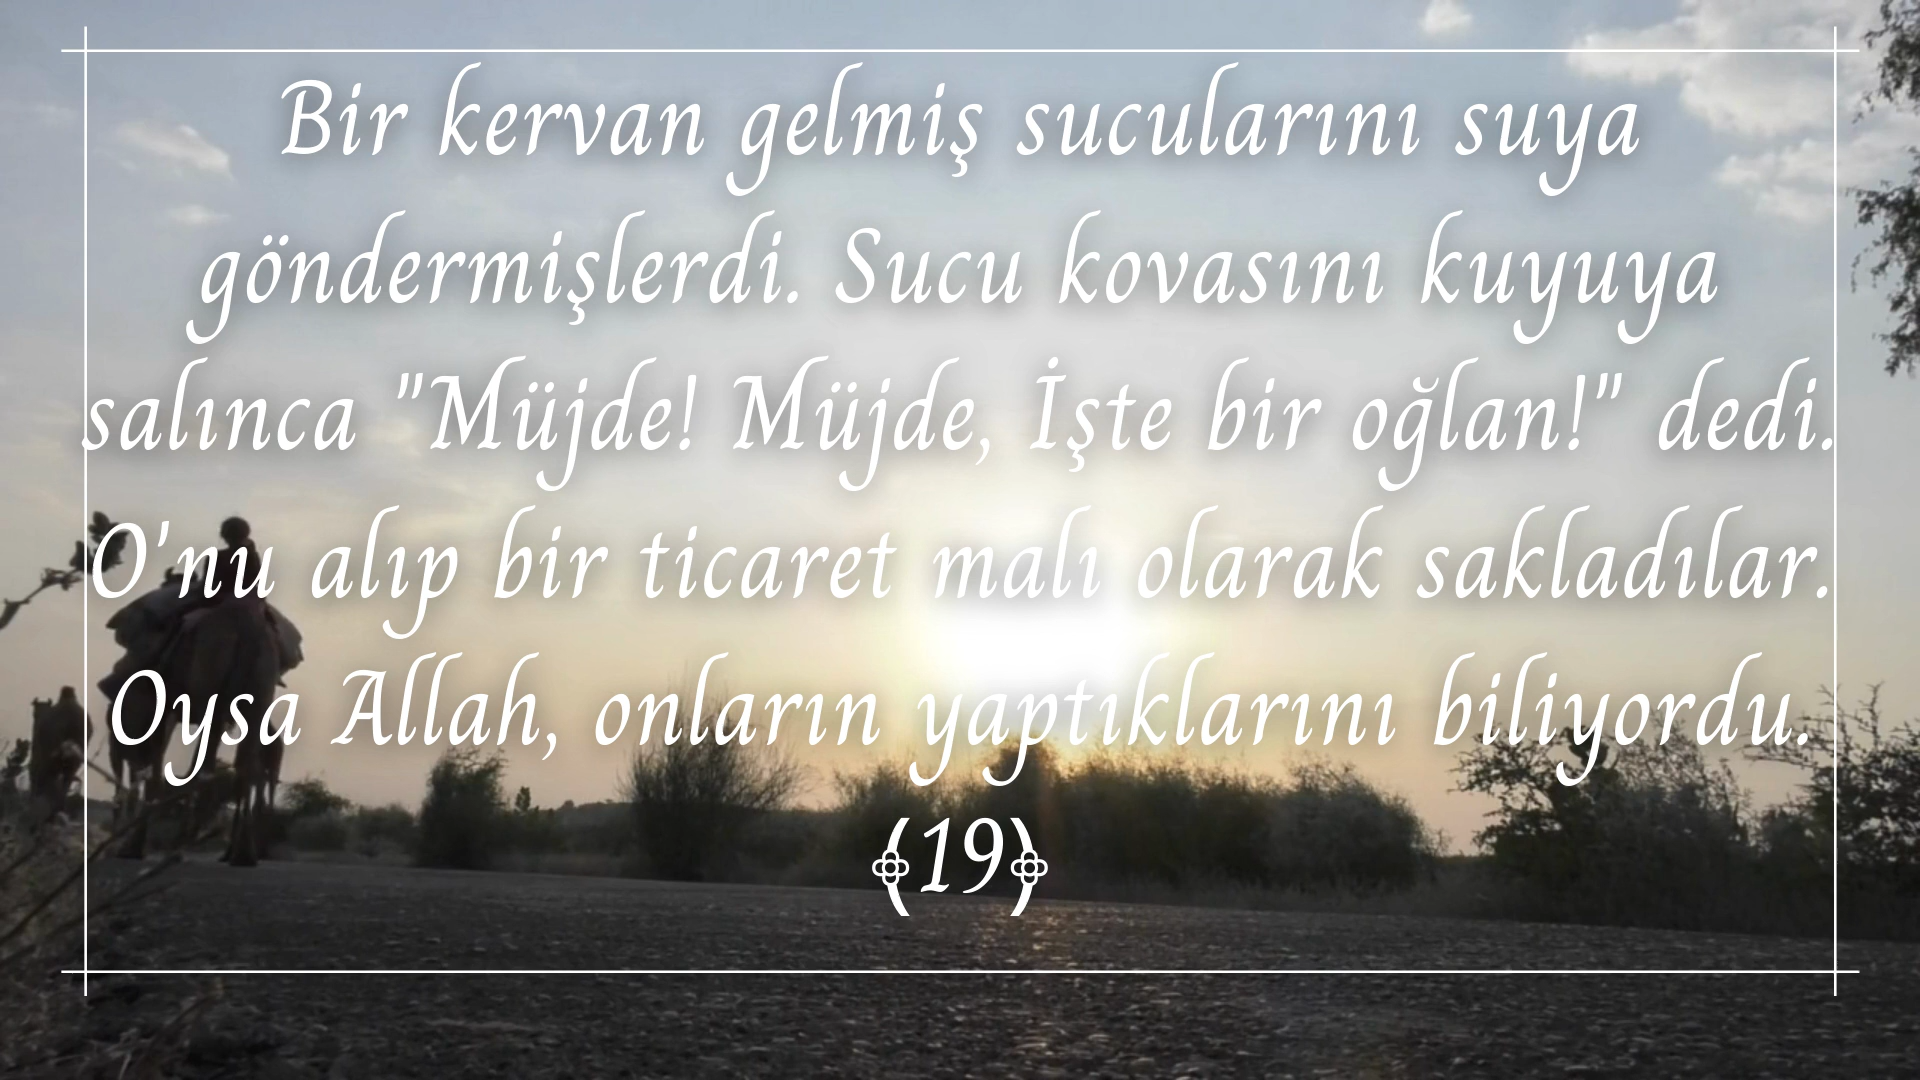 Bir kervan gelmiş sucularını suya
göndermişlerdi. Sucu kovasını kuyuya
salınca "Müjde! Müjde, İşte bir oğlan!" dedi.
O'nu alıp bir ticaret malı olarak sakladılar.
Oysa Allah, onların yaptıklarını biliyordu.
﴾19﴿